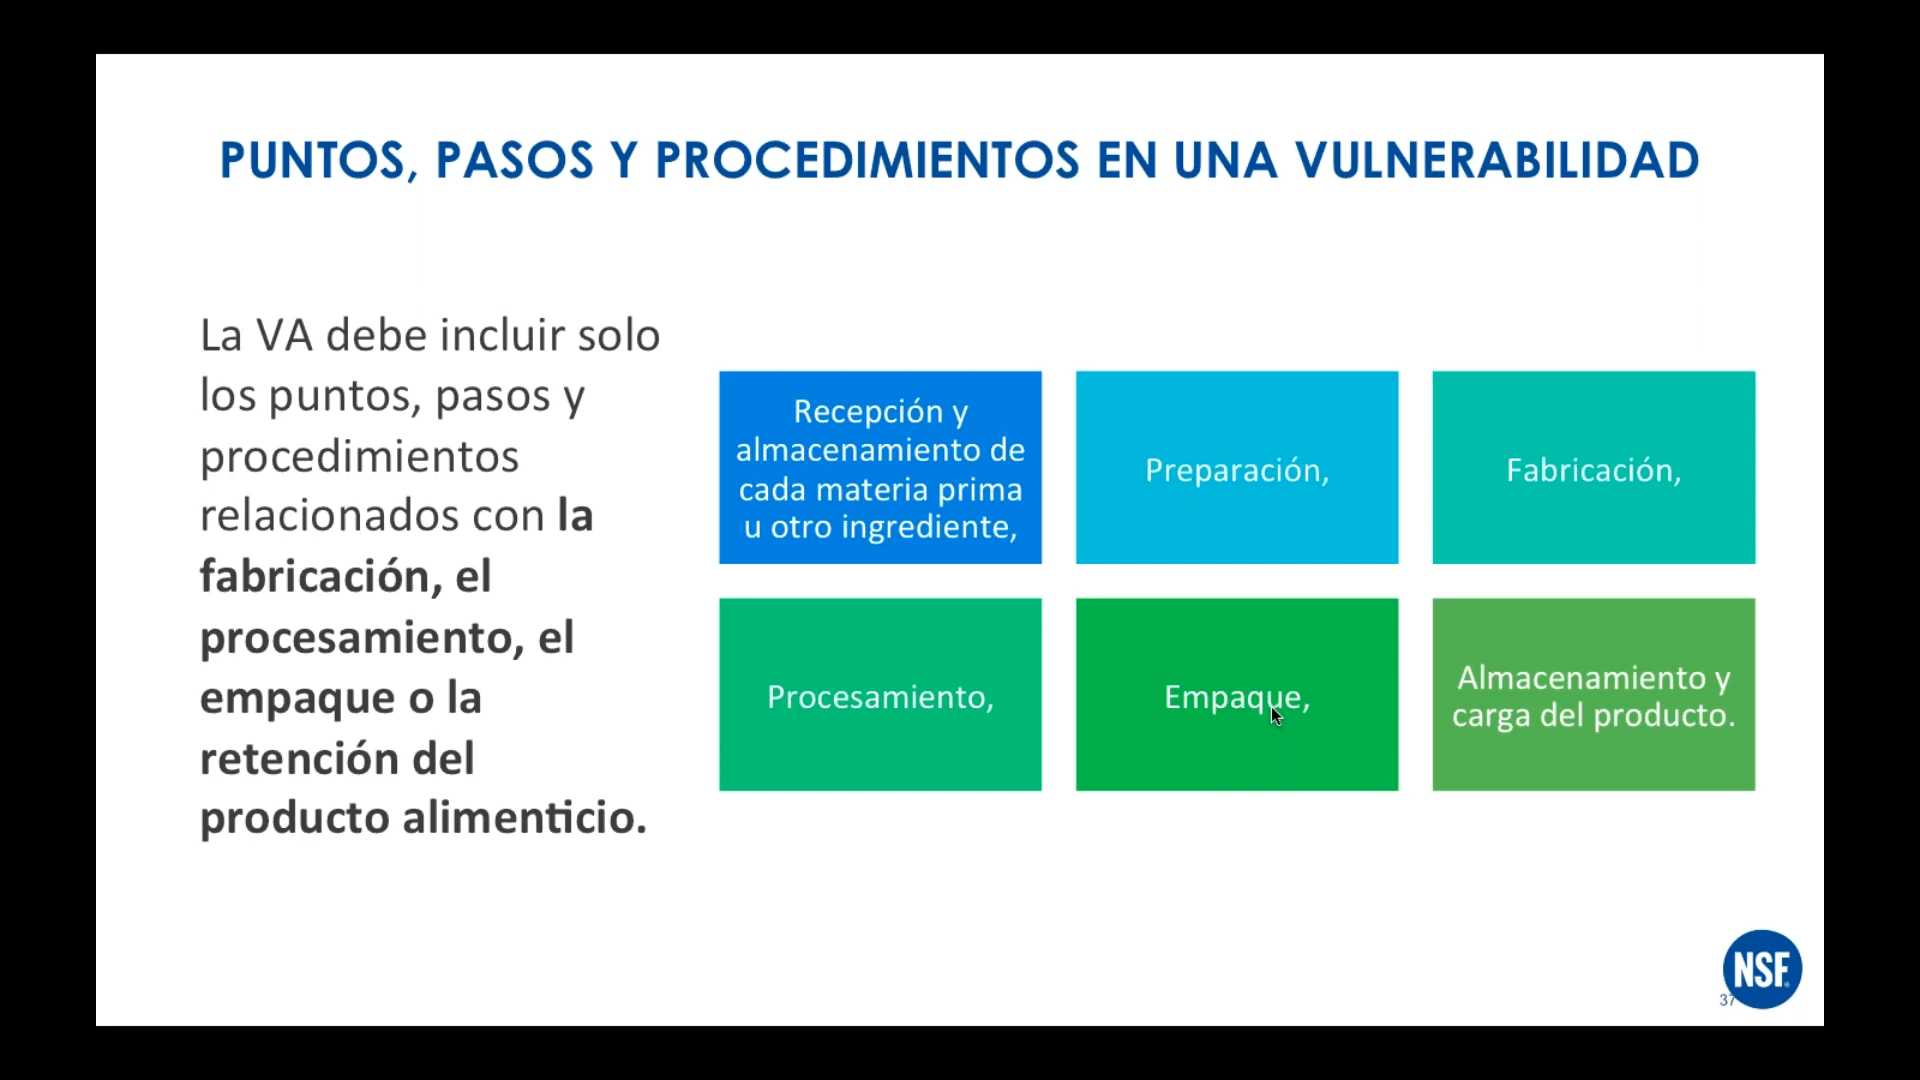 PUNTOS, PASOS Y PROCEDIMIENTOS EN UNA VULNERABILIDAD
La VA debe incluir solo
los puntos, pasos y
procedimientos
relacionados con la
fabricación, el
procesamiento, el
empaque o la
retención del
producto alimenticio.
Recepción y
almacenamiento de
cada materia prima
u otro ingrediente,
Preparación,
Fabricación,
Procesamiento,
Empaque,
Almacenamiento y
carga del producto.
NSF
37